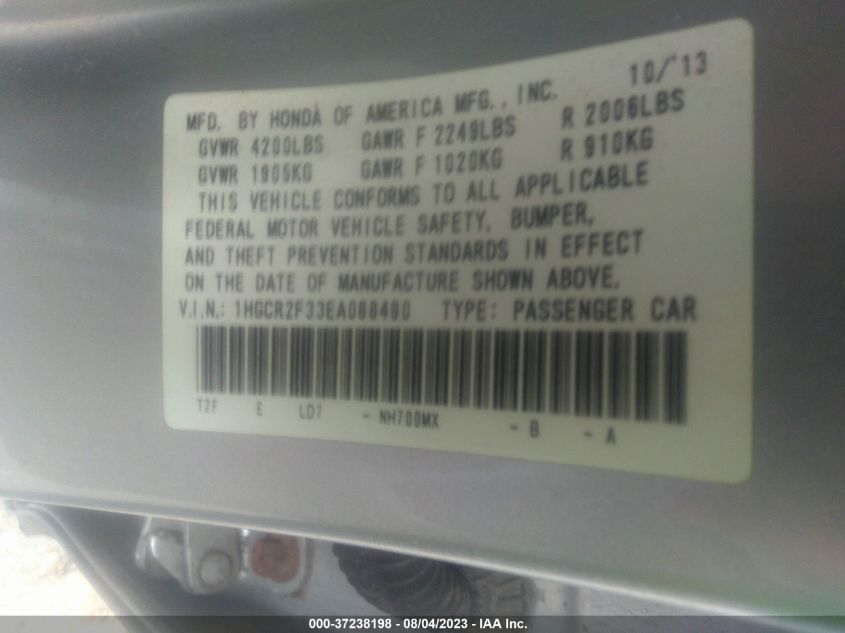 10/'13
MFD. BY HONDA OF AMERICA MFG., INC.
GVWR 4200LBS GAWR F 2249LBS R 2006LBS
GVWR 1905KG GAWR F 1020KG R 910KG
THIS VEHICLE CONFORMS TO ALL APPLICABLE
FEDERAL MOTOR VEHICLE SAFETY, BUMPER,
AND THEFT PREVENTION STANDARDS IN EFFECT
ON THE DATE OF MANUFACTURE SHOWN ABOVE.
V.I.N.: 1HGCR2F33EA068490 TYPE: PASSENGER CAR
T2F E LD7 - NH700MX - B - A
000-37238198 - 08/04/2023 - IAA Inc.